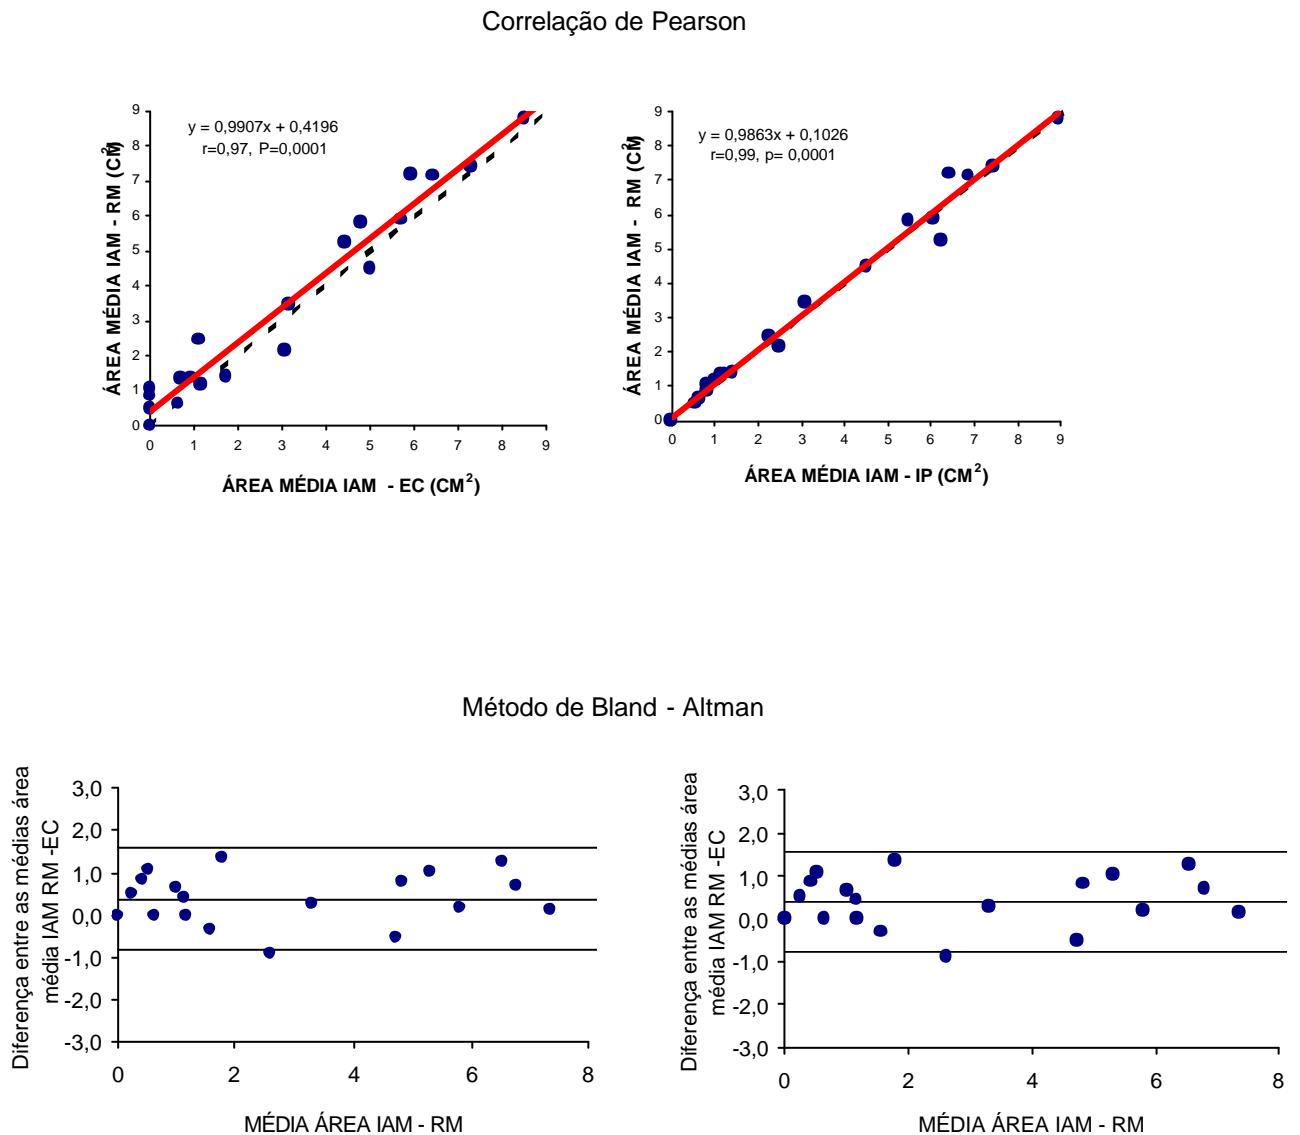 Correlação de Pearson
y = 0,9907x + 0,4196
r=0,97, P=0,0001
ÁREA MÉDIA IAM - RM (CM2)
9
8
7
6
5
4
3
2
1
0
0 1 2 3 4 5 6 7 8 9
ÁREA MÉDIA IAM - EC (CM2)
y = 0,9863x + 0,1026
r=0,99, p= 0,0001
ÁREA MÉDIA IAM - RM (CM2)
9
8
7
6
5
4
3
2
1
0
0 1 2 3 4 5 6 7 8 9
ÁREA MÉDIA IAM - IP (CM2)
Método de Bland - Altman
Diferença entre as médias área
média IAM RM -EC
3,0
2,0
1,0
0,0
-1,0
-2,0
-3,0
0 2 4 6 8
MÉDIA ÁREA IAM - RM
Diferença entre as médias área
média IAM RM -EC
3,0
2,0
1,0
0,0
-1,0
-2,0
-3,0
0 2 4 6 8
MÉDIA ÁREA IAM - RM